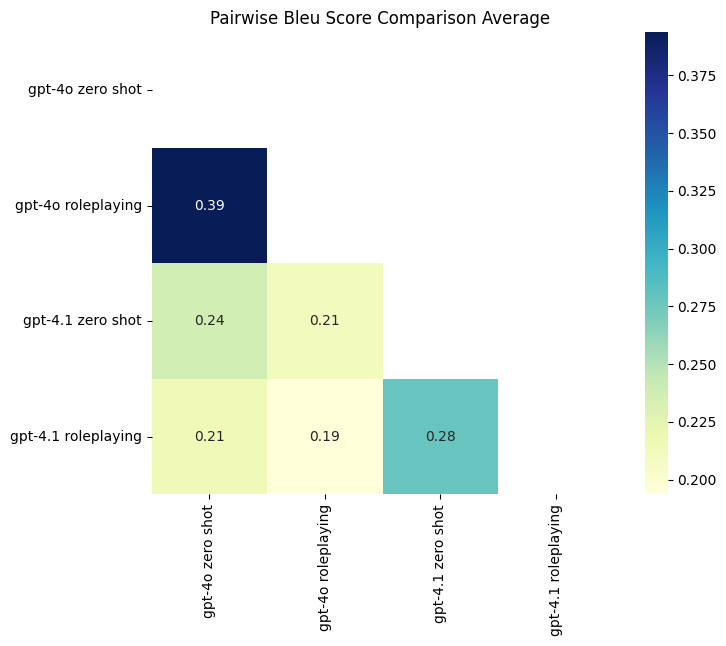 Pairwise Bleu Score Comparison Average
gpt-4o zero shot
gpt-4o roleplaying
0.39
gpt-4.1 zero shot
0.24 0.21
gpt-4.1 roleplaying
0.21 0.19 0.28
gpt-4o zero shot
gpt-4o roleplaying
gpt-4.1 zero shot
gpt-4.1 roleplaying
0.375
0.350
0.325
0.300
0.275
0.250
0.225
0.200